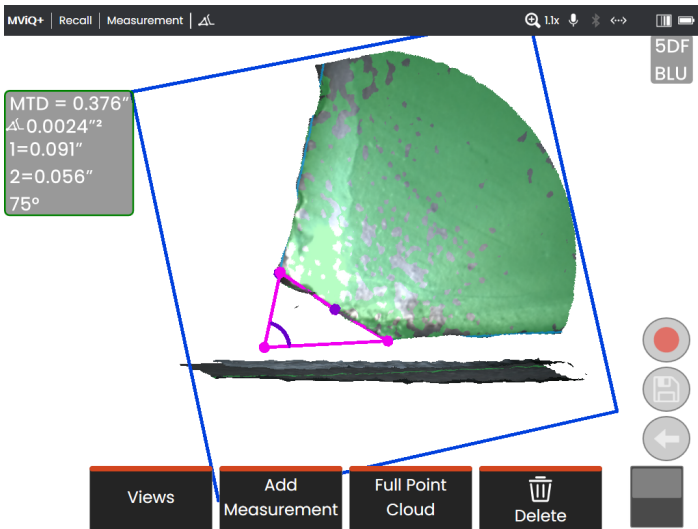 MViQ+ | Recall | Measurement |
1.1x
5DF
BLU
MTD = 0.376"
0.0024"²
1=0.091"
2=0.056"
75°
Views
Add
Measurement
Full Point
Cloud
Delete